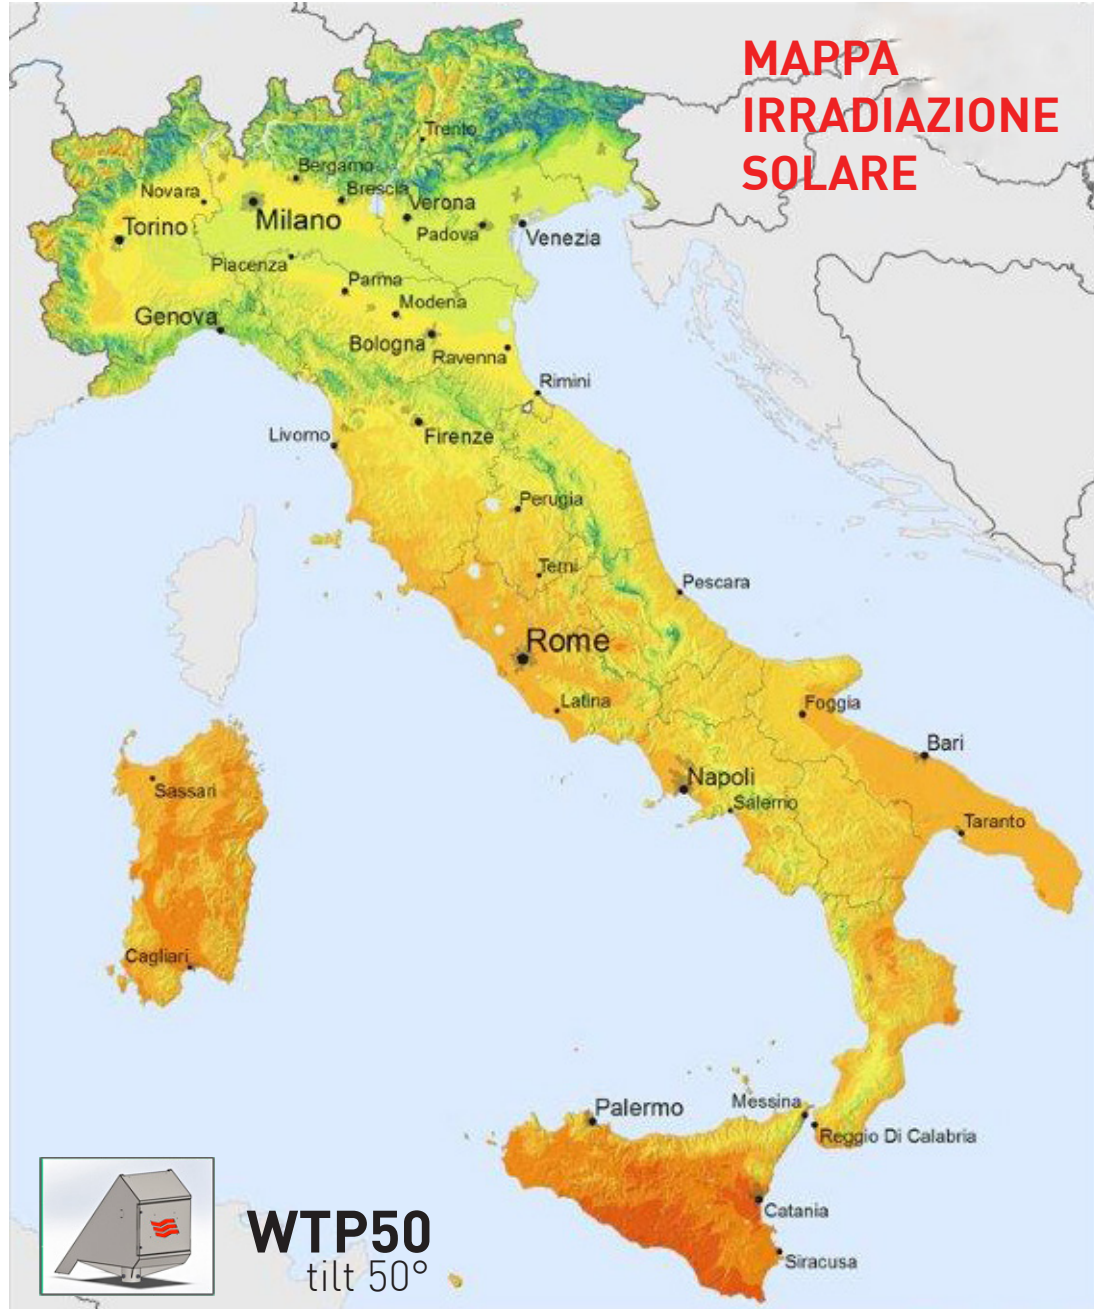 MAPPA
IRRADIAZIONE
SOLARE
Trento
Bergamo
Novara
Brescia
Verona
Milano
Torino
Padova
Venezia
Piacenza
Parma
Modena
Genova
Bologna
Ravenna
Rimini
Livorno
Firenze
Perugia
Terni
Pescara
Rome
Latina
Foggia
Bari
Napoli
Sassari
Salerno
Taranto
Cagliari
Messina
Palermo
Reggio Di Calabria
Catania
WTP50
Siracusa
tilt 50°